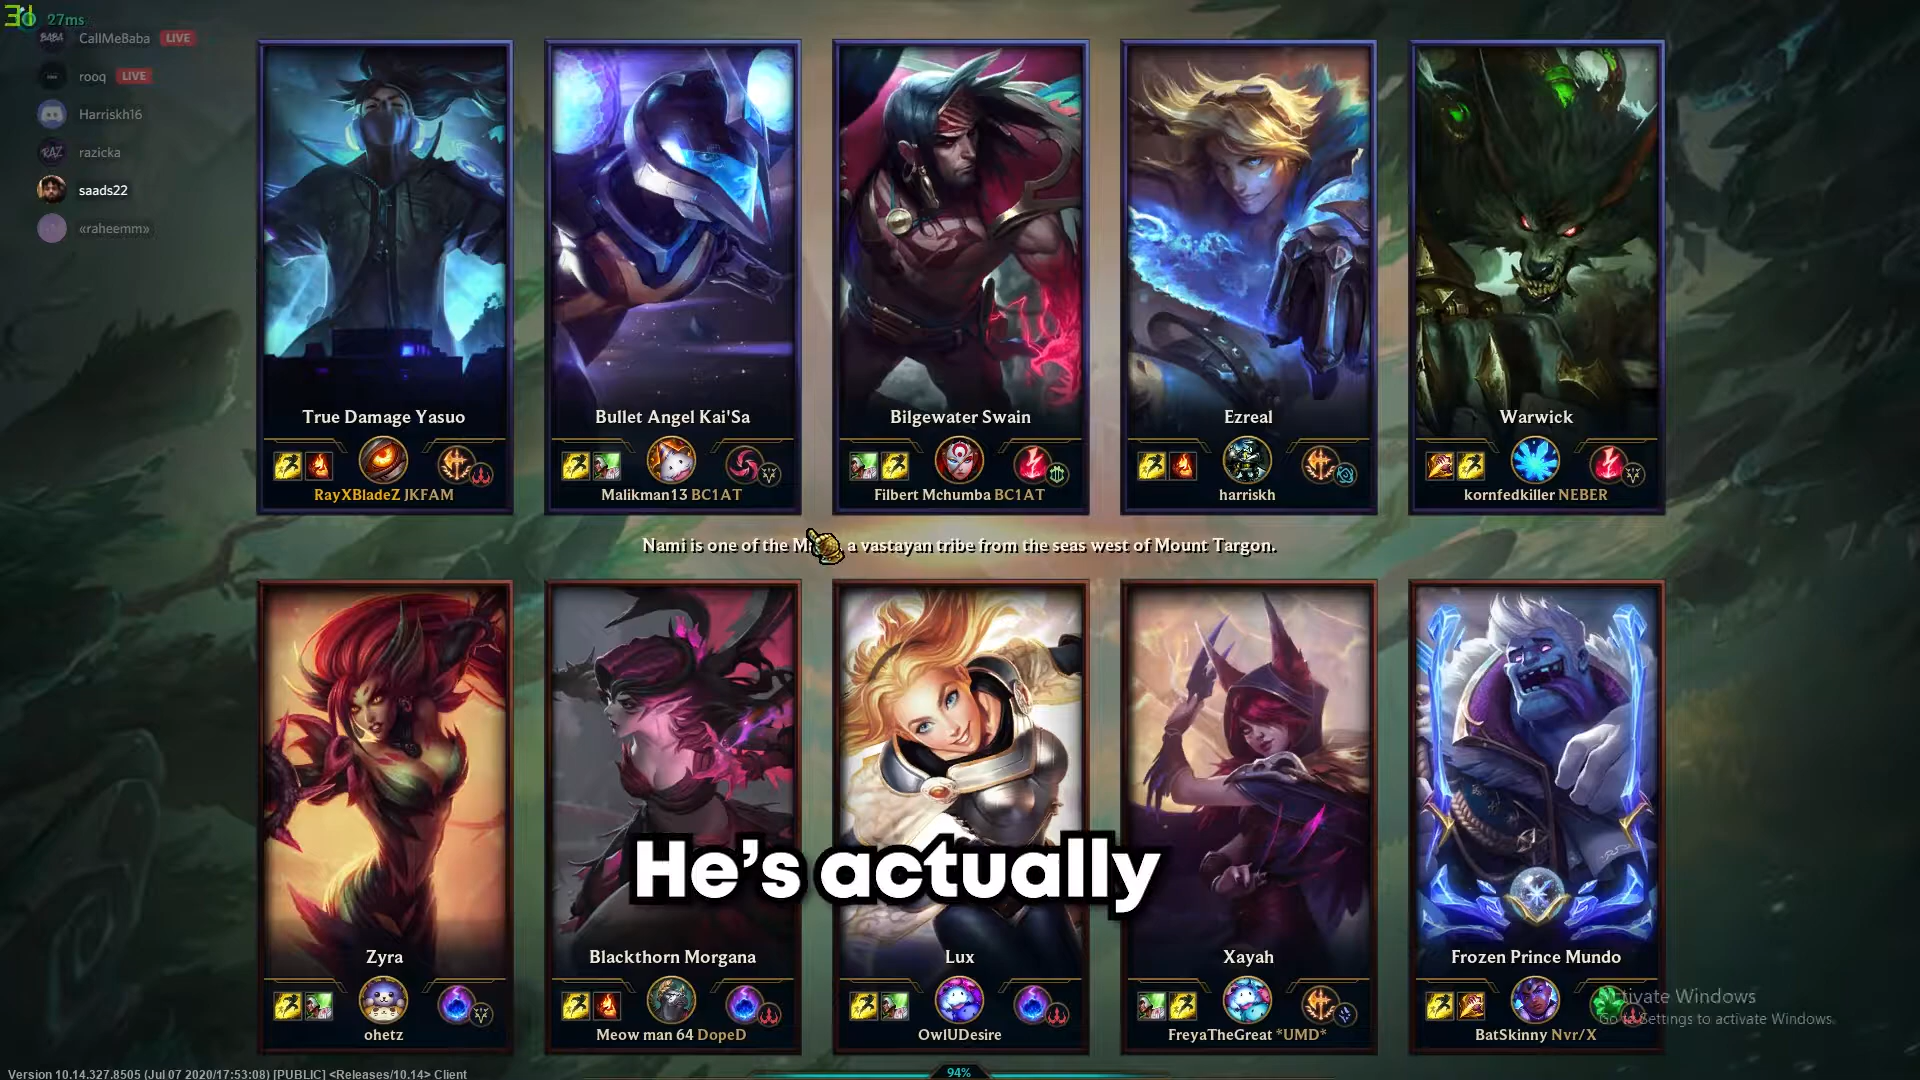 27ms
CallMeBaba LIVE
rooq LIVE
Harriskh16
RAZ razicka
saads22
«raheemm»
True Damage Yasuo
RayXBladeZ JKFAM
Bullet Angel Kai'Sa
Malikman13 BC1AT
Bilgewater Swain
Filbert Mchumba BC1AT
Ezreal
harriskh
Warwick
kornfedkiller NEBER
Nami is one of the a vastayan tribe from the seas west of Mount Targon.
He's actually
Zyra
ohetz
Blackthorn Morgana
Meow man 64 DopeD
Lux
OwlUDesire
Xayah
FreyaTheGreat *UMD*
Frozen Prince Mundo
BatSkinny Nvr/X
Windows
Settings to activate Windows.
Version 10.14.327.8505 (Jul 07 2020/17:53:08) [PUBLIC] <Releases/10.14> Client
94%